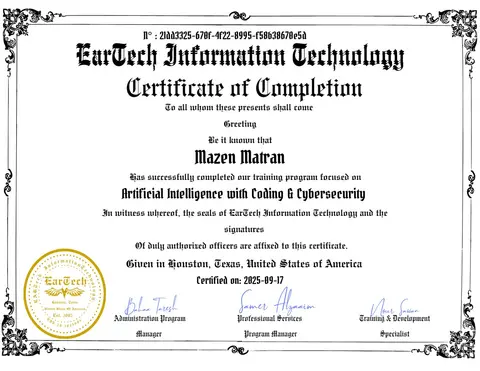 N° : 21dd3325-670f-4f22-8995-f58b38670e5d
EarTech Information Technology
Certificate of Completion
To all whom these presents shall come
Greeting
Be it known that
Mazen Matran
Has successfully completed our training program focused on
Artificial Intelligence with Coding & Cybersecurity
In witness whereof, the seals of EarTech Information Technology and the
signatures
Of duly authorised officers are affixed to this certificate.
Given in Houston, Texas, United States of America
Certified on: 2025-09-17
EarTech
Administration Program
Manager
Professional Services
Program Manager
Training & Development
Specialist